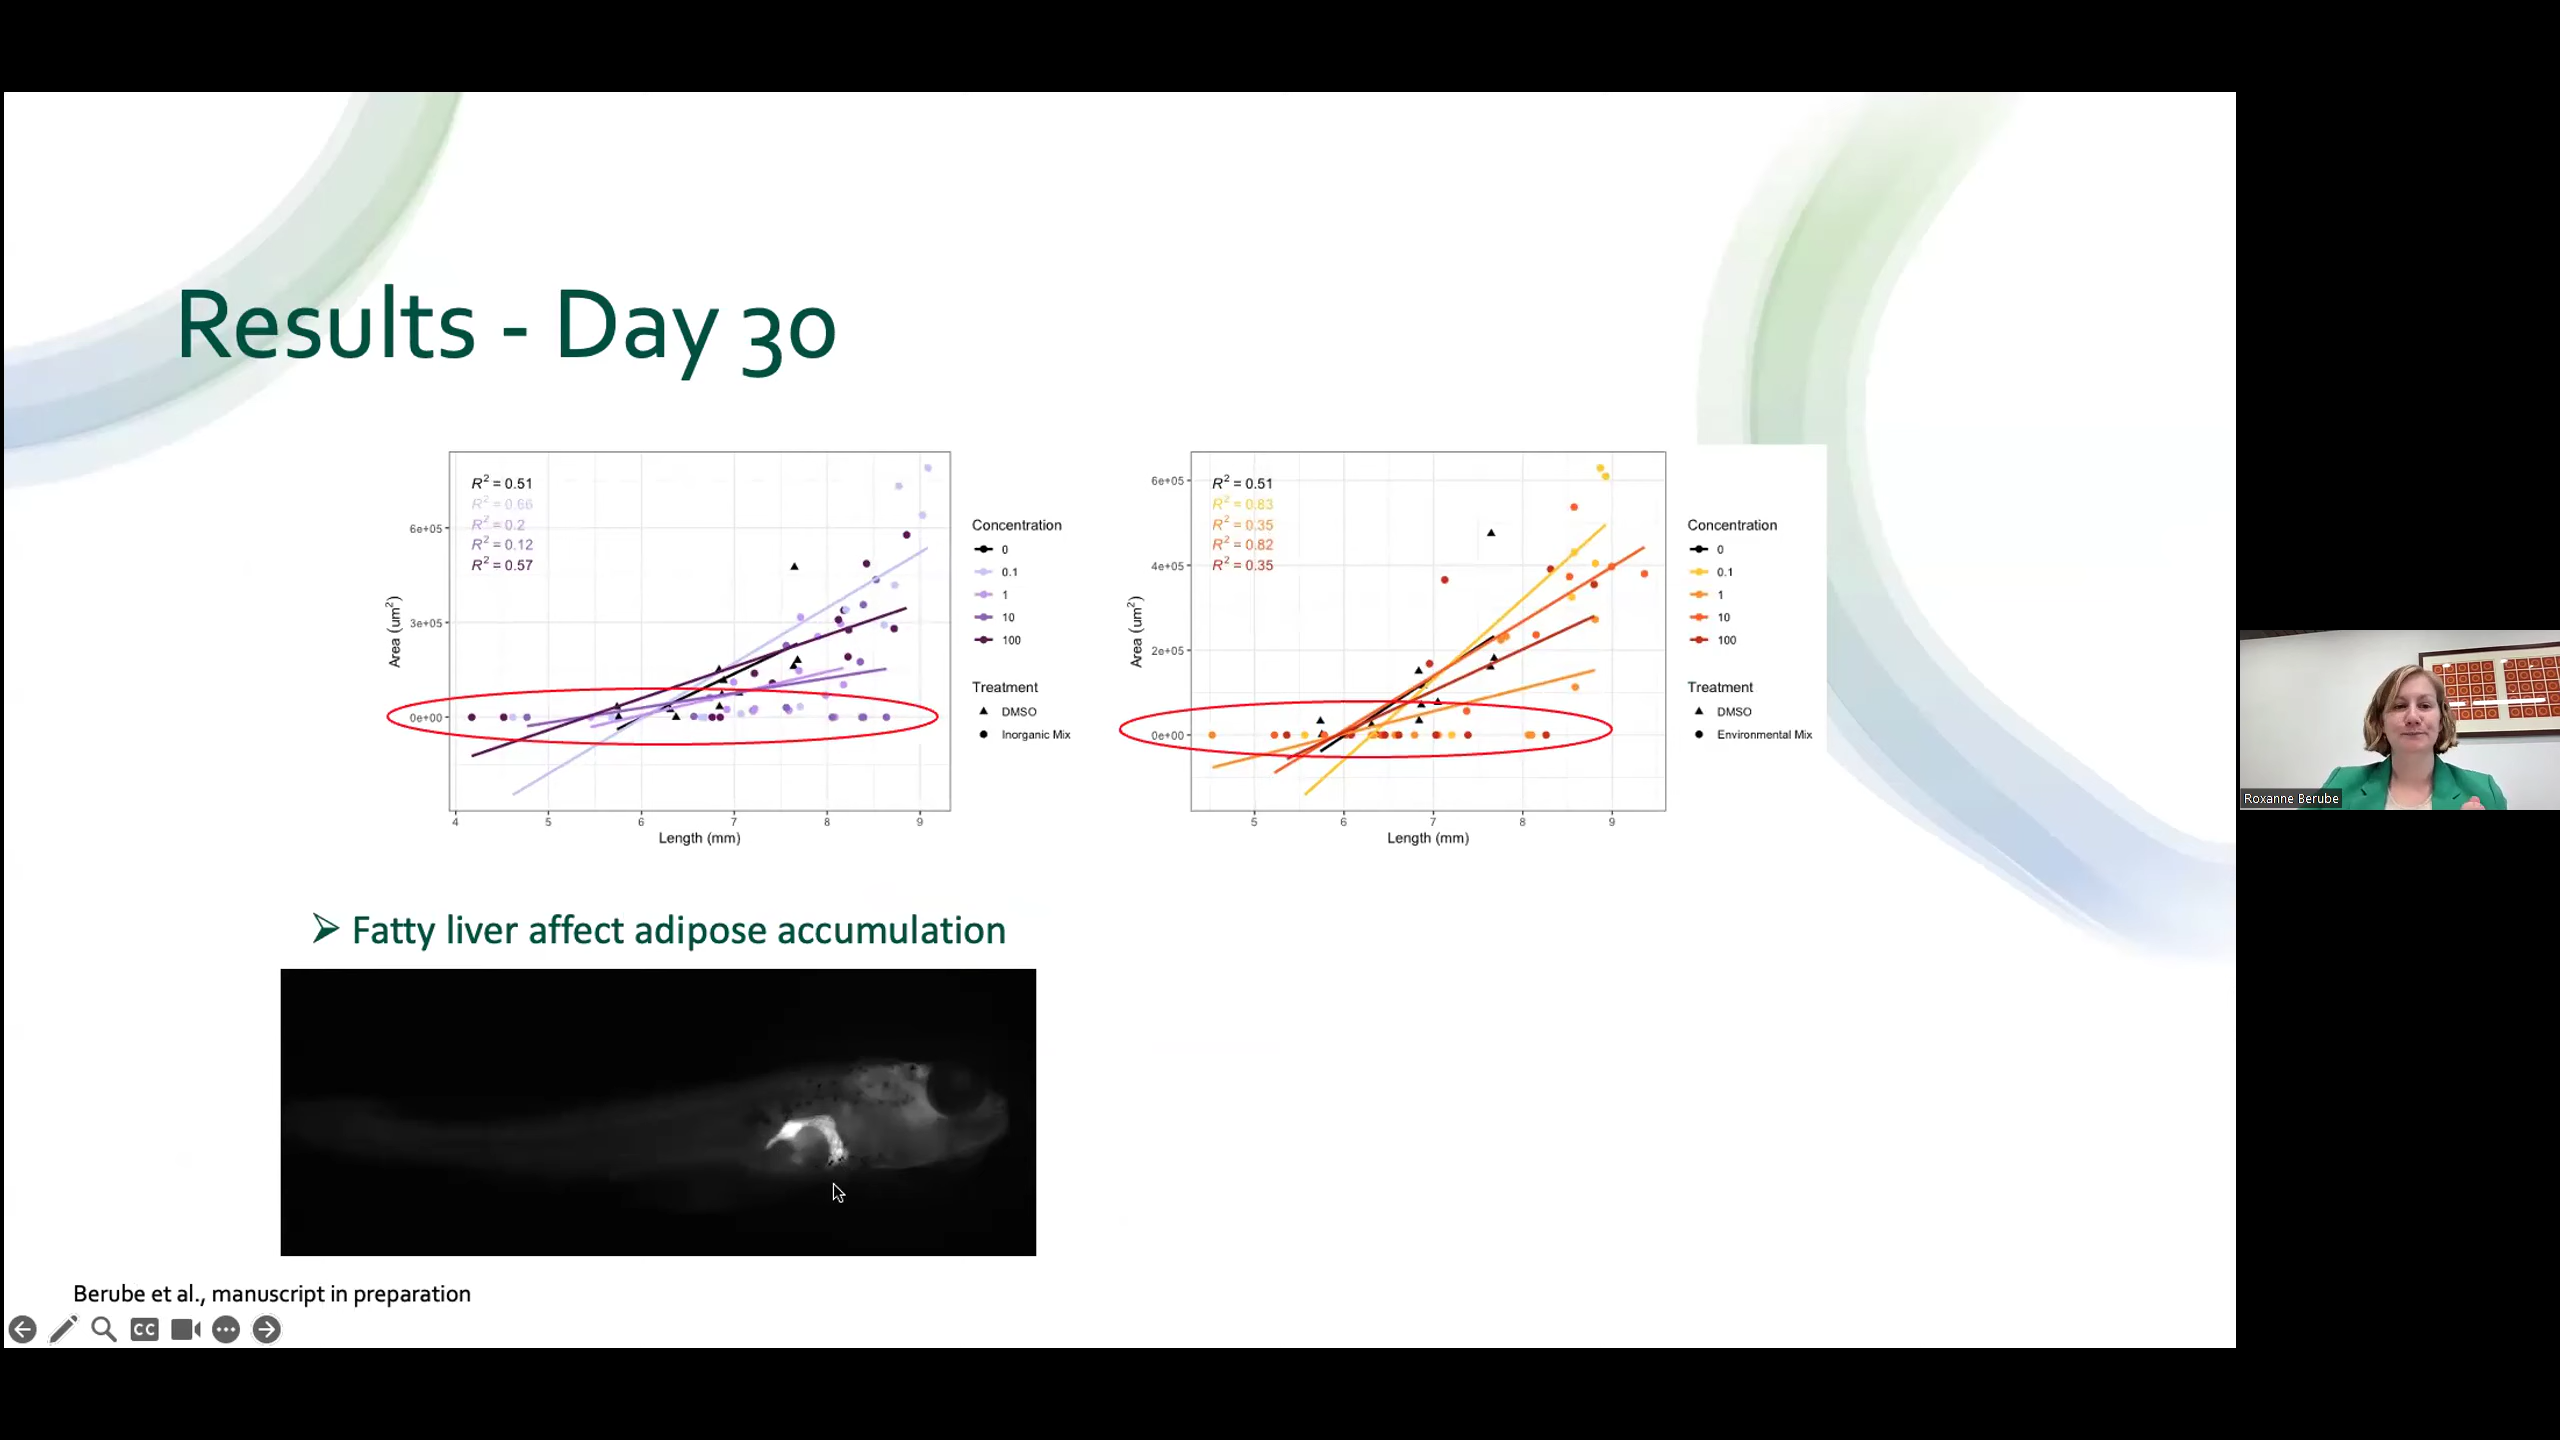 Results - Day 30
R² = 0.51
R² = 0.66
R² = 0.2
R² = 0.12
R² = 0.57
6e+05
3e+05
0e+00
Area (um²)
4 5 6 7 8 9
Length (mm)
Concentration
0
0.1
1
10
100
Treatment
DMSO
Inorganic Mix
R² = 0.51
R² = 0.83
R² = 0.35
R² = 0.82
R² = 0.35
6e+05
4e+05
2e+05
0e+00
Area (um²)
5 6 7 8 9
Length (mm)
Concentration
0
0.1
1
10
100
Treatment
DMSO
Environmental Mix
Roxanne Berube
➢ Fatty liver affect adipose accumulation
Berube et al., manuscript in preparation
CC